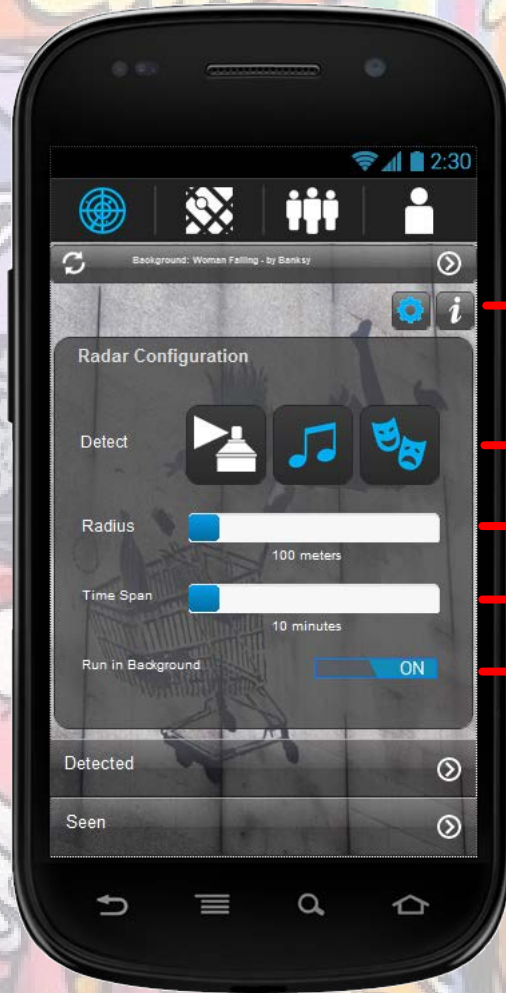 2:30
Background: Woman Falling - by Banksy
i
Radar Configuration
Detect
Radius
100 meters
Time Span
10 minutes
Run in Background
ON
Detected
Seen